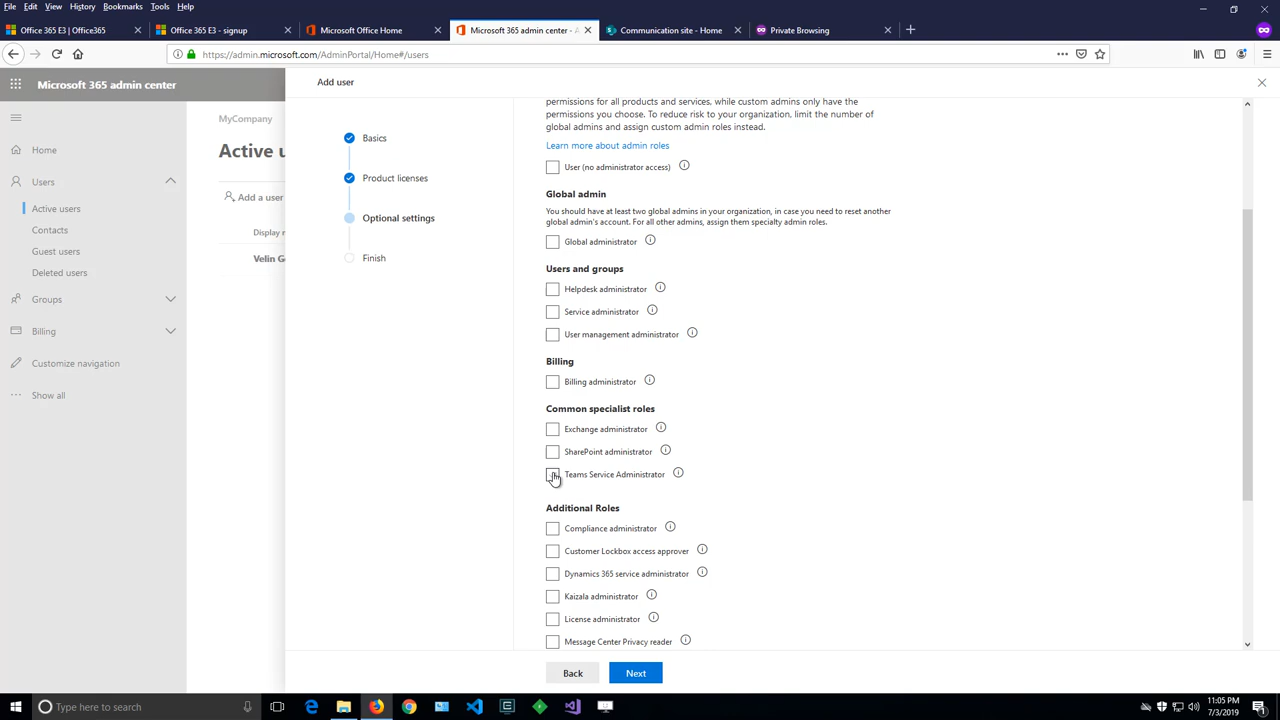 File Edit View History Bookmarks Tools Help
Office 365 E3 | Office365
Office 365 E3 - signup
Microsoft Office Home
Microsoft 365 admin center - A
Communication site - Home
Private Browsing
https://admin.microsoft.com/AdminPortal/Home#/users
Microsoft 365 admin center
Home
Users
Active users
Contacts
Guest users
Deleted users
Groups
Billing
Customize navigation
Show all
MyCompany
Active u
Add a user
Display n
Velin Ge
Add user
Basics
Product licenses
Optional settings
Finish
permissions for all products and services, while custom admins only have the
permissions you choose. To reduce risk to your organization, limit the number of
global admins and assign custom admin roles instead.
Learn more about admin roles
User (no administrator access)
Global admin
You should have at least two global admins in your organization, in case you need to reset another
global admin's account. For all other admins, assign them specialty admin roles.
Global administrator
Users and groups
Helpdesk administrator
Service administrator
User management administrator
Billing
Billing administrator
Common specialist roles
Exchange administrator
SharePoint administrator
Teams Service Administrator
Additional Roles
Compliance administrator
Customer Lockbox access approver
Dynamics 365 service administrator
Kaizala administrator
License administrator
Message Center Privacy reader
Back
Next
Type here to search
11:05 PM
7/3/2019